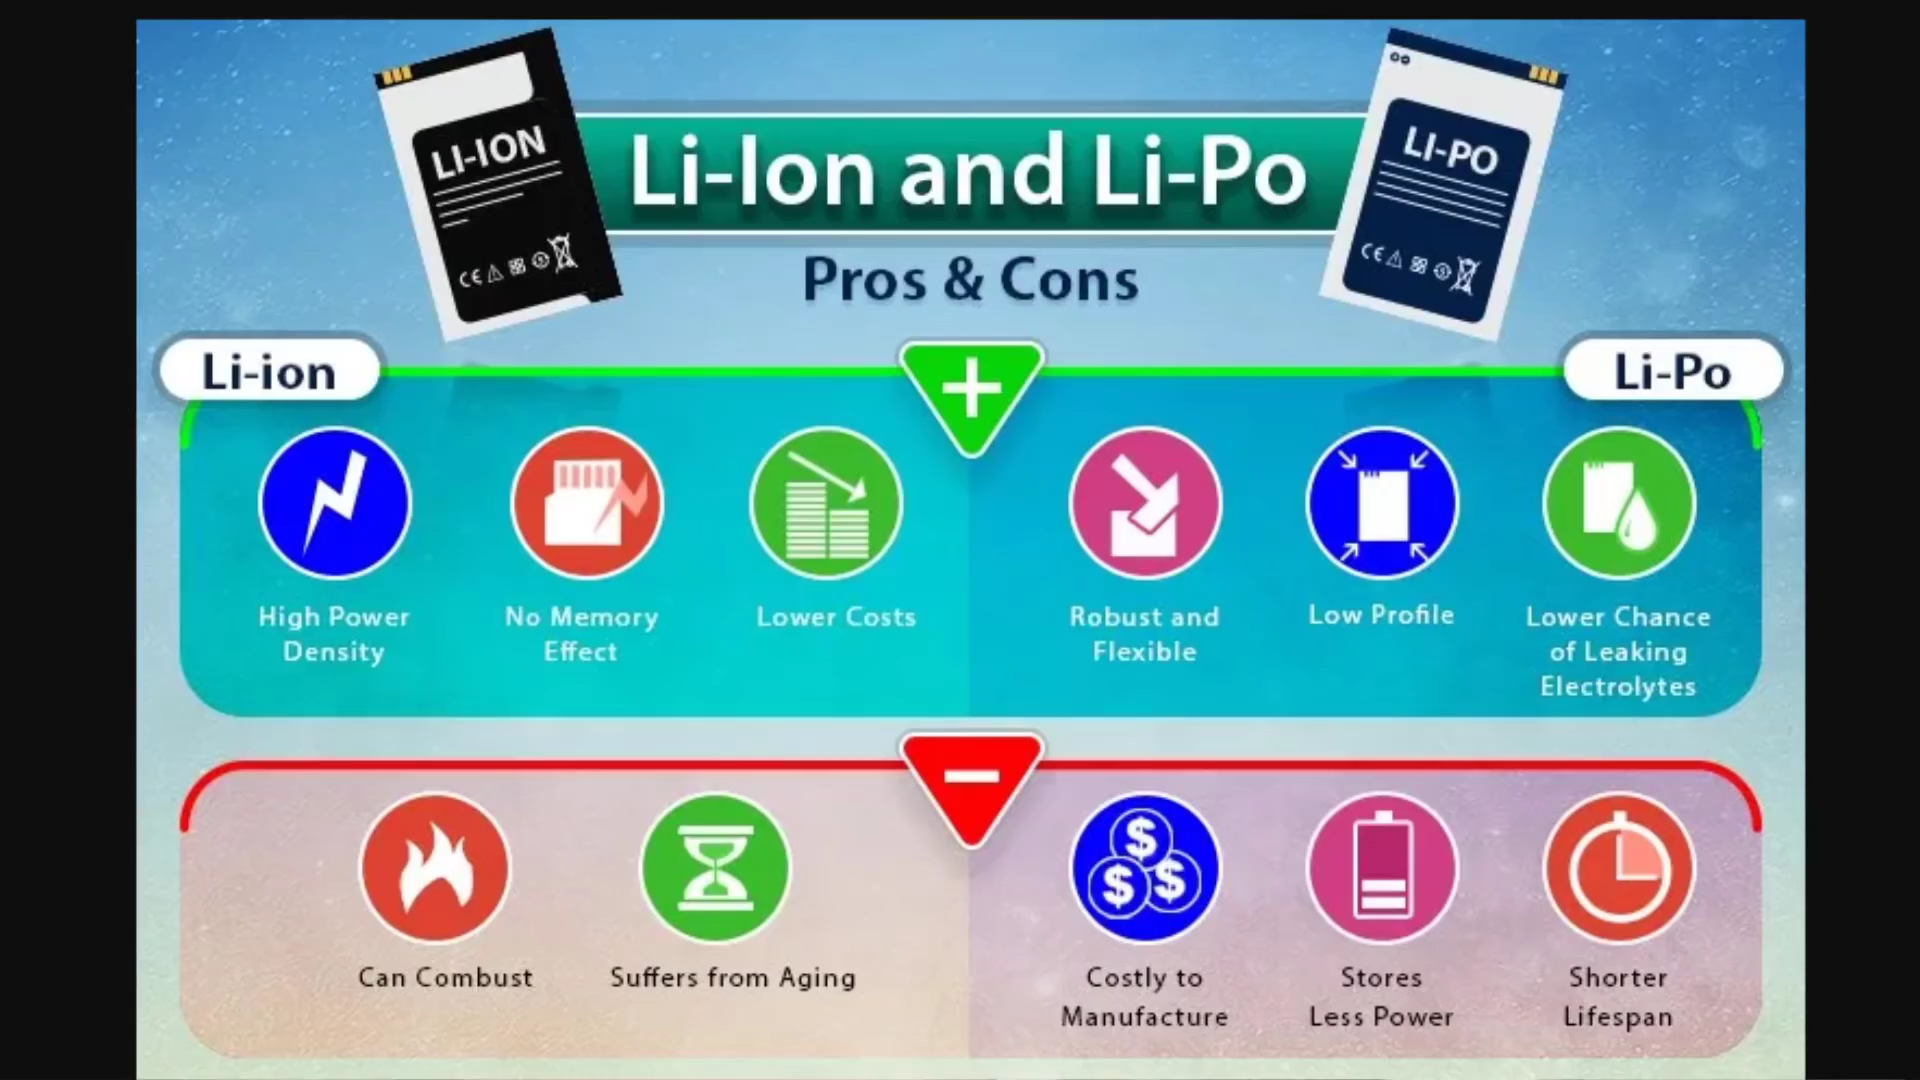 LI-ION
Li-Ion and Li-Po
LI-PO
Pros & Cons
CE
CE
Li-ion
Li-Po
High Power
Density
No Memory
Effect
Lower Costs
Robust and
Flexible
Low Profile
Lower Chance
of Leaking
Electrolytes
Can Combust
Suffers from Aging
Costly to
Manufacture
Stores
Less Power
Shorter
Lifespan